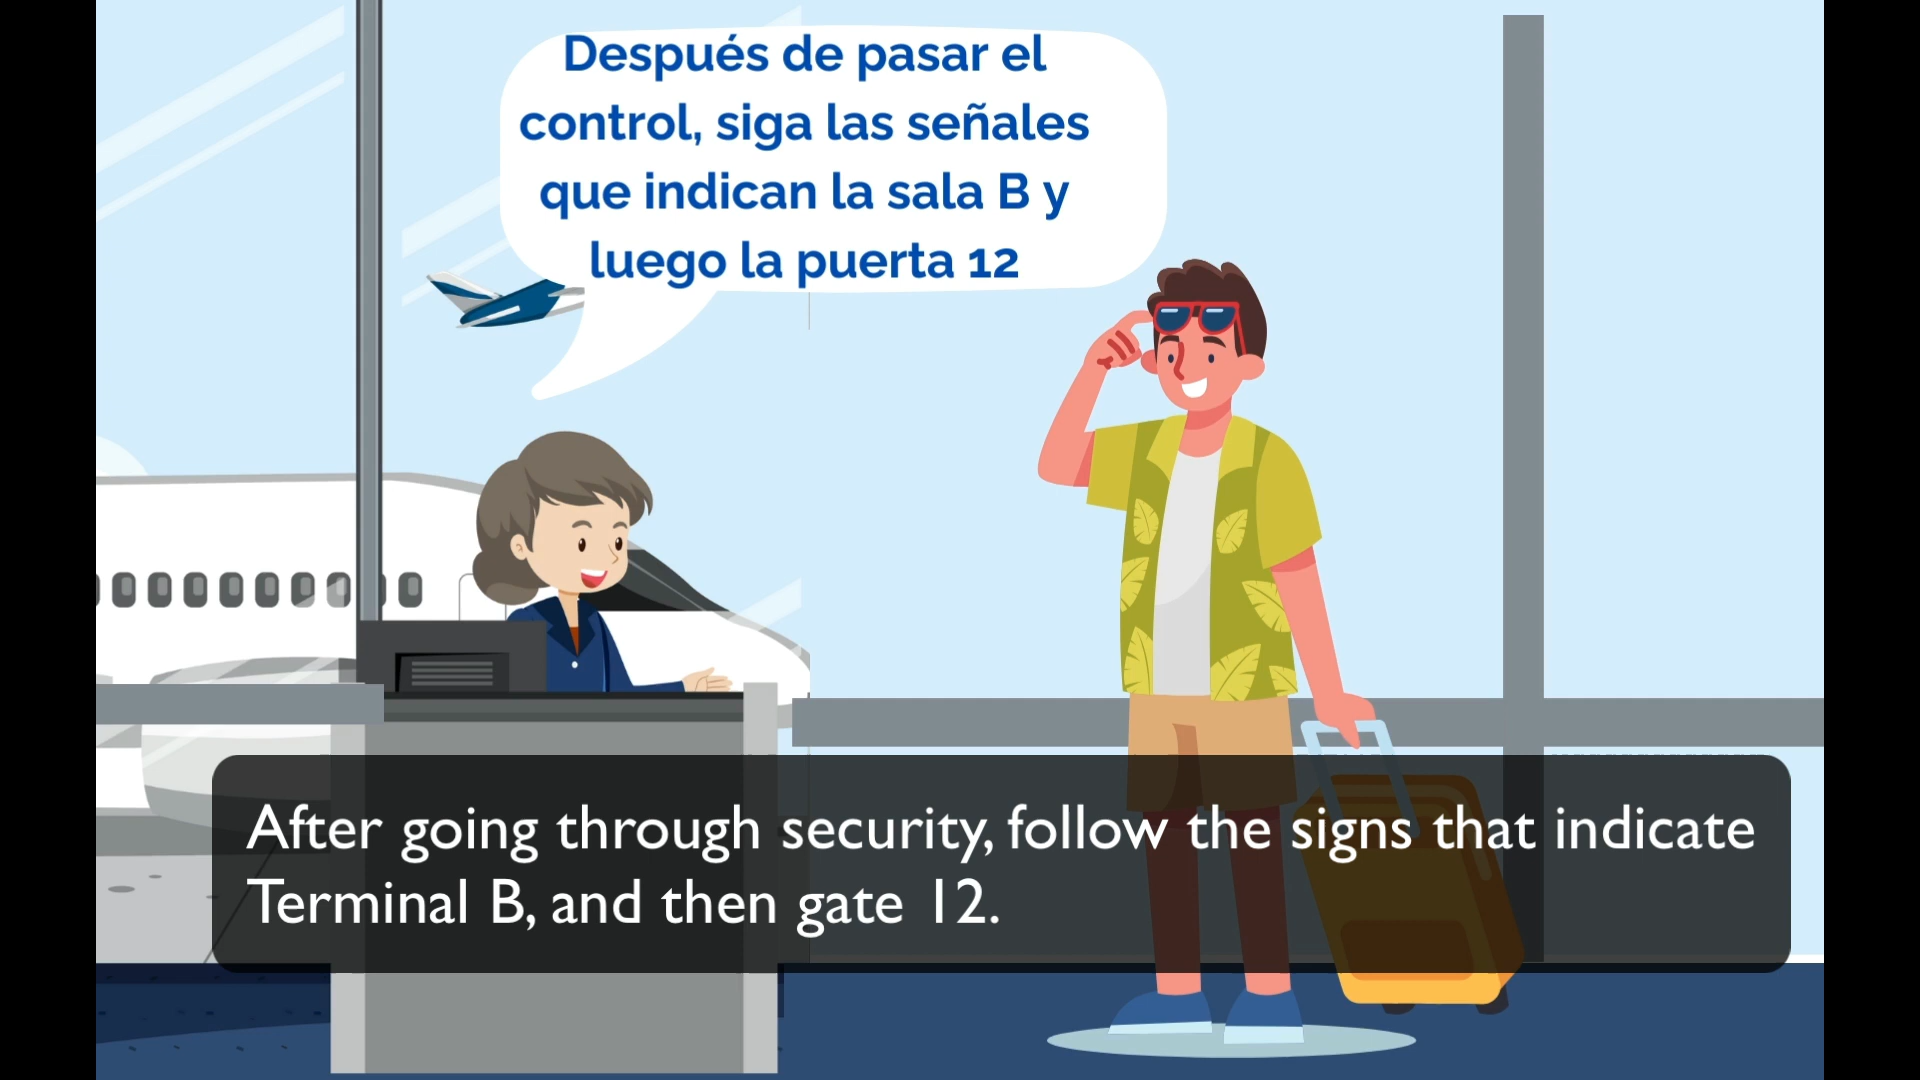 Después de pasar el
control, siga las señales
que indican la sala B y
luego la puerta 12
After going through security, follow the signs that indicate
Terminal B, and then gate 12.